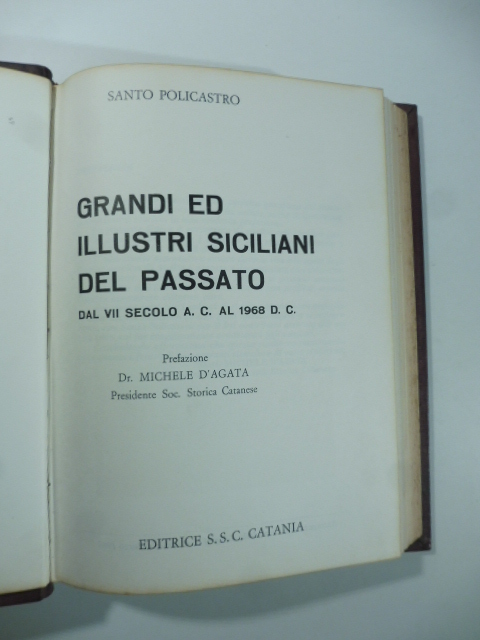 SANTO POLICASTRO
GRANDI ED
ILLUSTRI SICILIANI
DEL PASSATO
DAL VII SECOLO A. C. AL 1968 D. C.
Prefazione
Dr. MICHELE D'AGATA
Presidente Soc. Storica Catanese
EDITRICE S. S. C. CATANIA